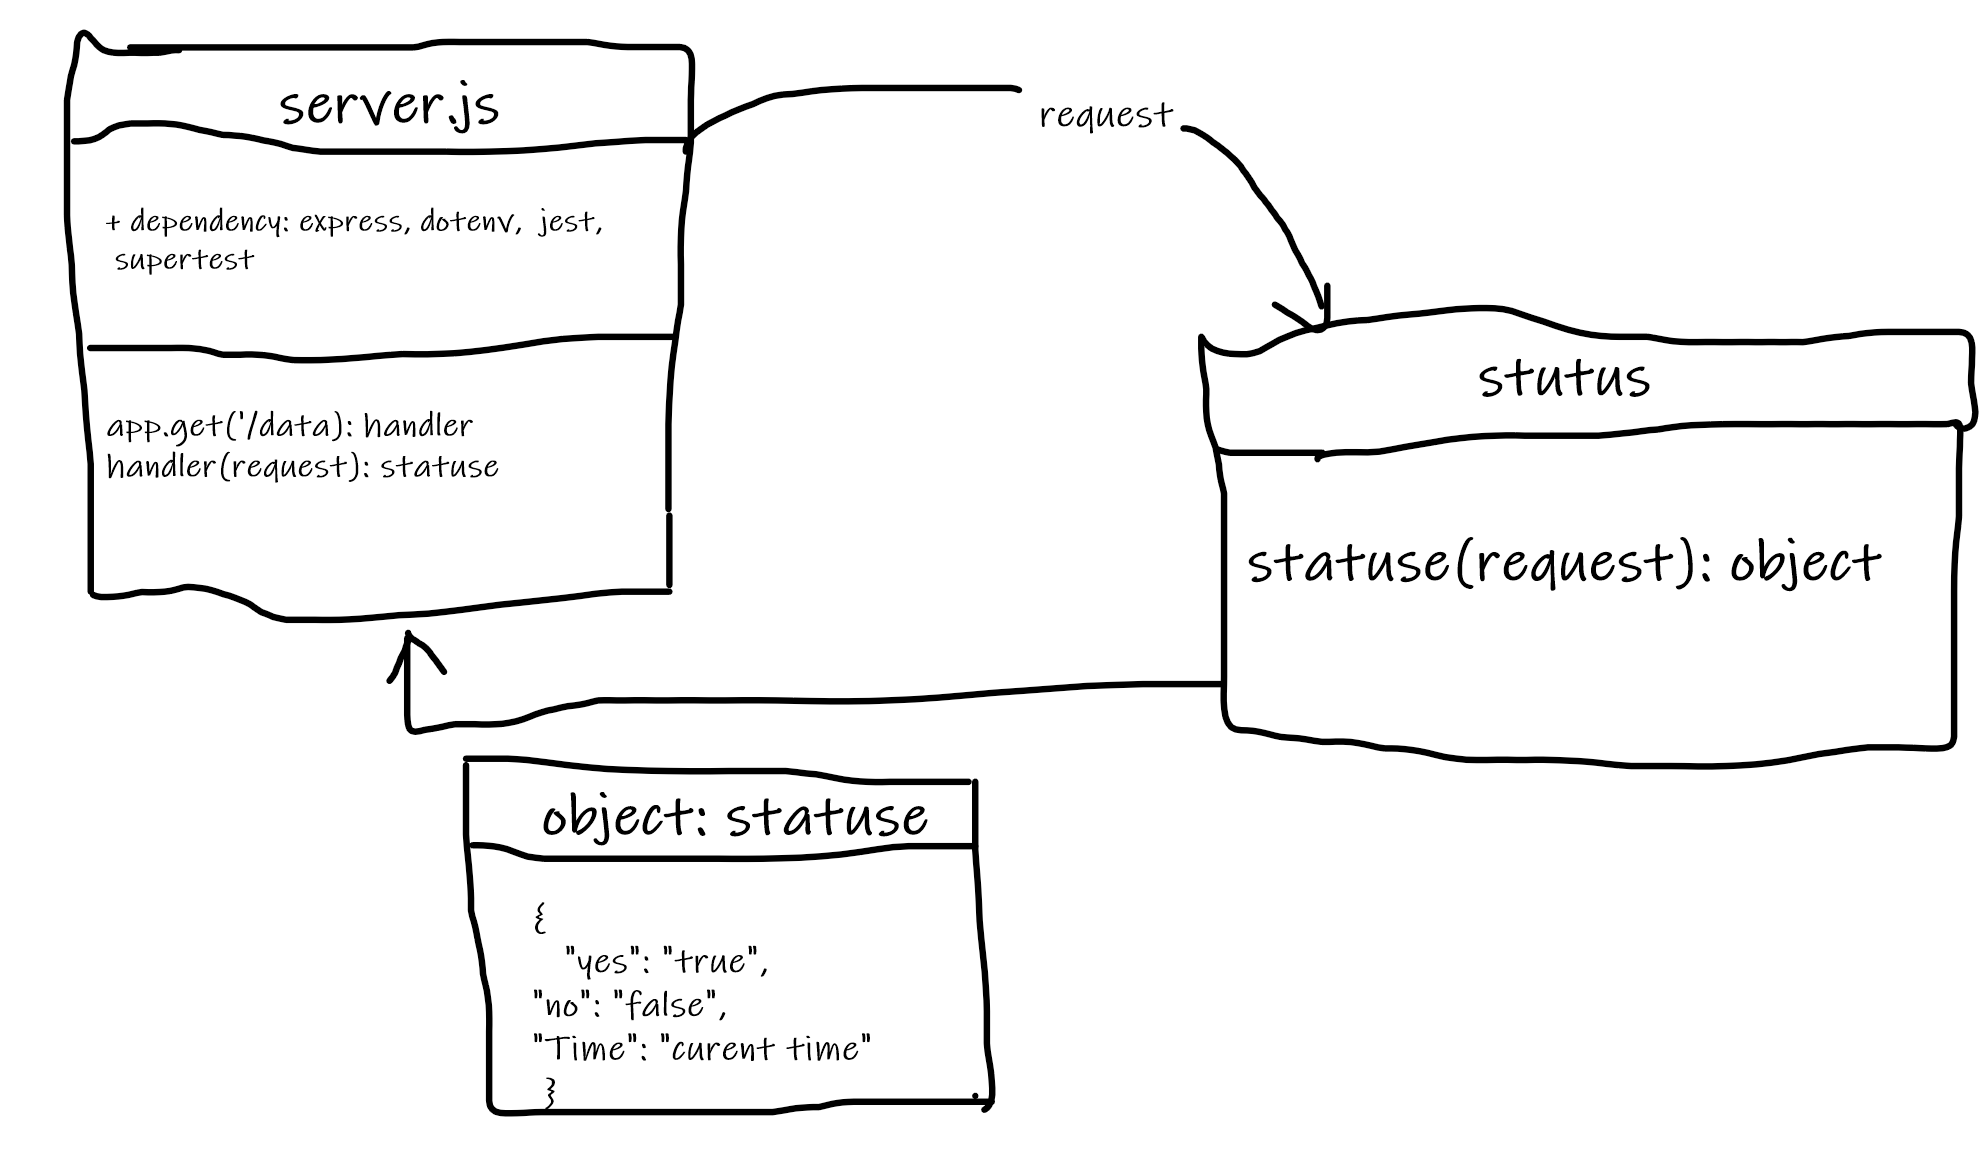 server.js
+ dependency: express, dotenv, jest,
supertest
app.get('/data): handler
handler(request): statuse
request
stutus
statuse(request): object
object: statuse
{
"yes": "true",
"no": "false",
"Time": "curent time"
}